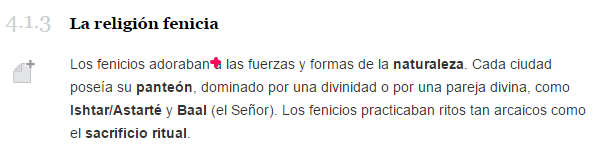 4.1.3 La religión fenicia
Los fenicios adoraban a las fuerzas y formas de la naturaleza. Cada ciudad
poseía su panteón, dominado por una divinidad o por una pareja divina, como
Ishtar/Astarté y Baal (el Señor). Los fenicios practicaban ritos tan arcaicos como
el sacrificio ritual.